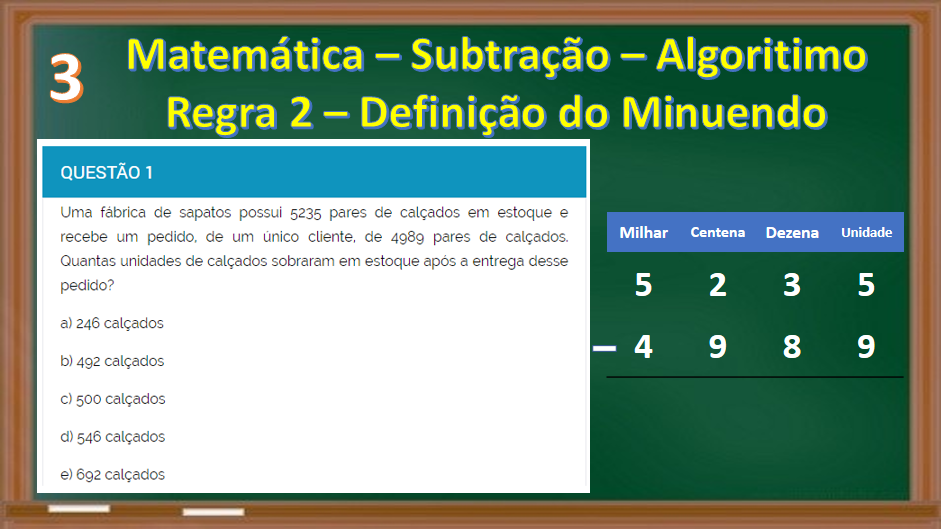 3
Matemática – Subtração – Algoritimo
Regra 2 – Definição do Minuendo
QUESTÃO 1
Uma fábrica de sapatos possui 5235 pares de calçados em estoque e
recebe um pedido, de um único cliente, de 4989 pares de calçados.
Quantas unidades de calçados sobraram em estoque após a entrega desse
pedido?
a) 246 calçados
b) 492 calçados
c) 500 calçados
d) 546 calçados
e) 692 calçados
Milhar Centena Dezena Unidade
5 2 3 5
– 4 9 8 9